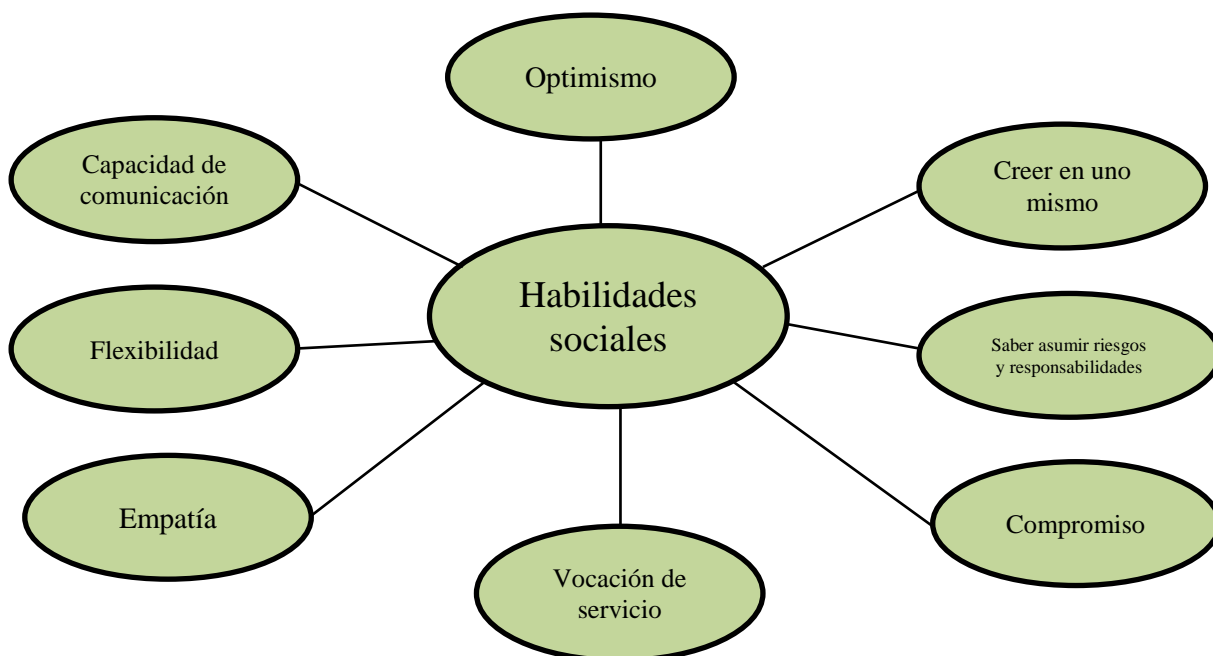 Optimismo
Capacidad de
comunicación
Creer en uno
mismo
Habilidades
sociales
Flexibilidad
Saber asumir riesgos
y responsabilidades
Empatía
Compromiso
Vocación de
servicio